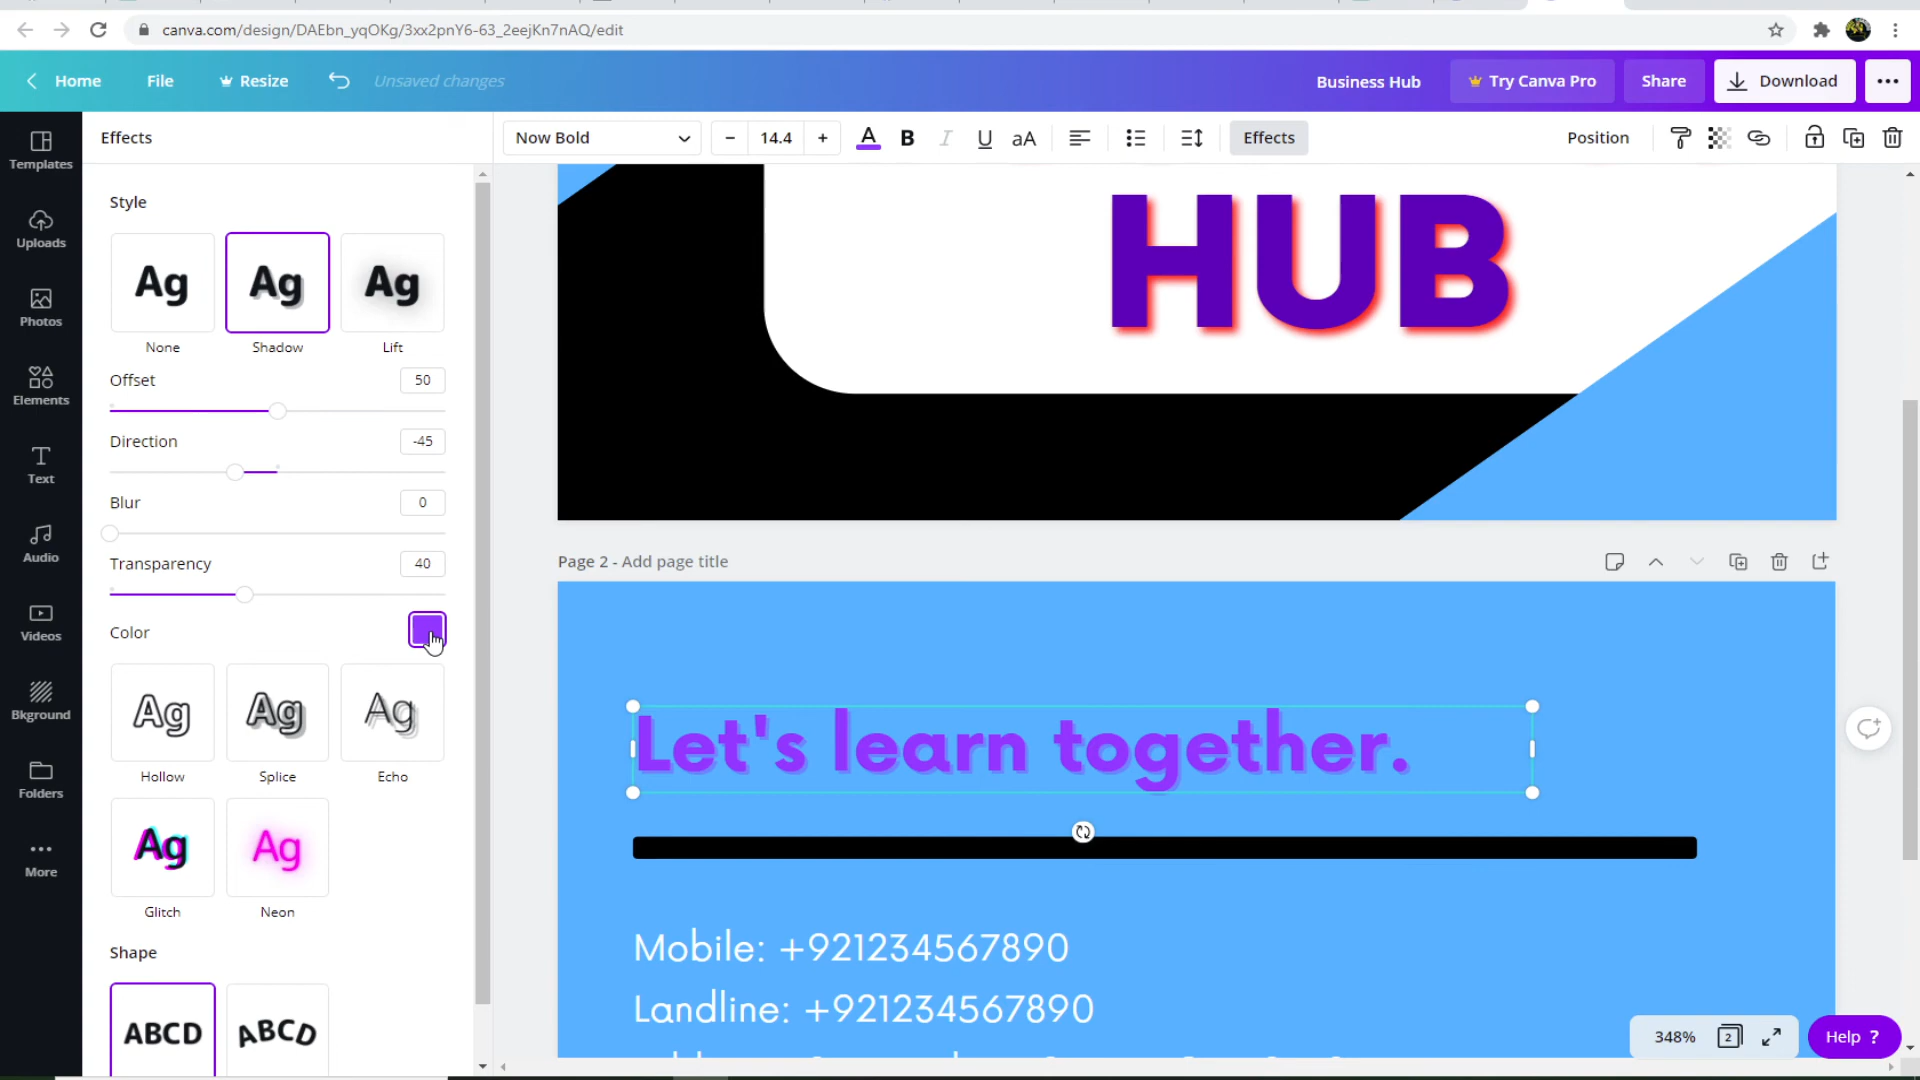 canva.com/design/DAEbn_yqOKg/3xx2pnY6-63_2eejKn7nAQ/edit
Home File Resize Unsaved changes Business Hub Try Canva Pro Share Download
Effects Now Bold - 14.4 + A B I U aA Effects Position
Templates
Uploads
Photos
Elements
Text
Audio
Videos
Bkground
Folders
More
Style
Ag Ag Ag
None Shadow Lift
Offset 50
Direction -45
Blur 0
Transparency 40
Color
Ag Ag Ag
Hollow Splice Echo
Ag Ag
Glitch Neon
Shape
ABCD ABCD
HUB
Page 2 - Add page title
Let's learn together.
Mobile: +921234567890
Landline: +921234567890
348% 2 Help ?